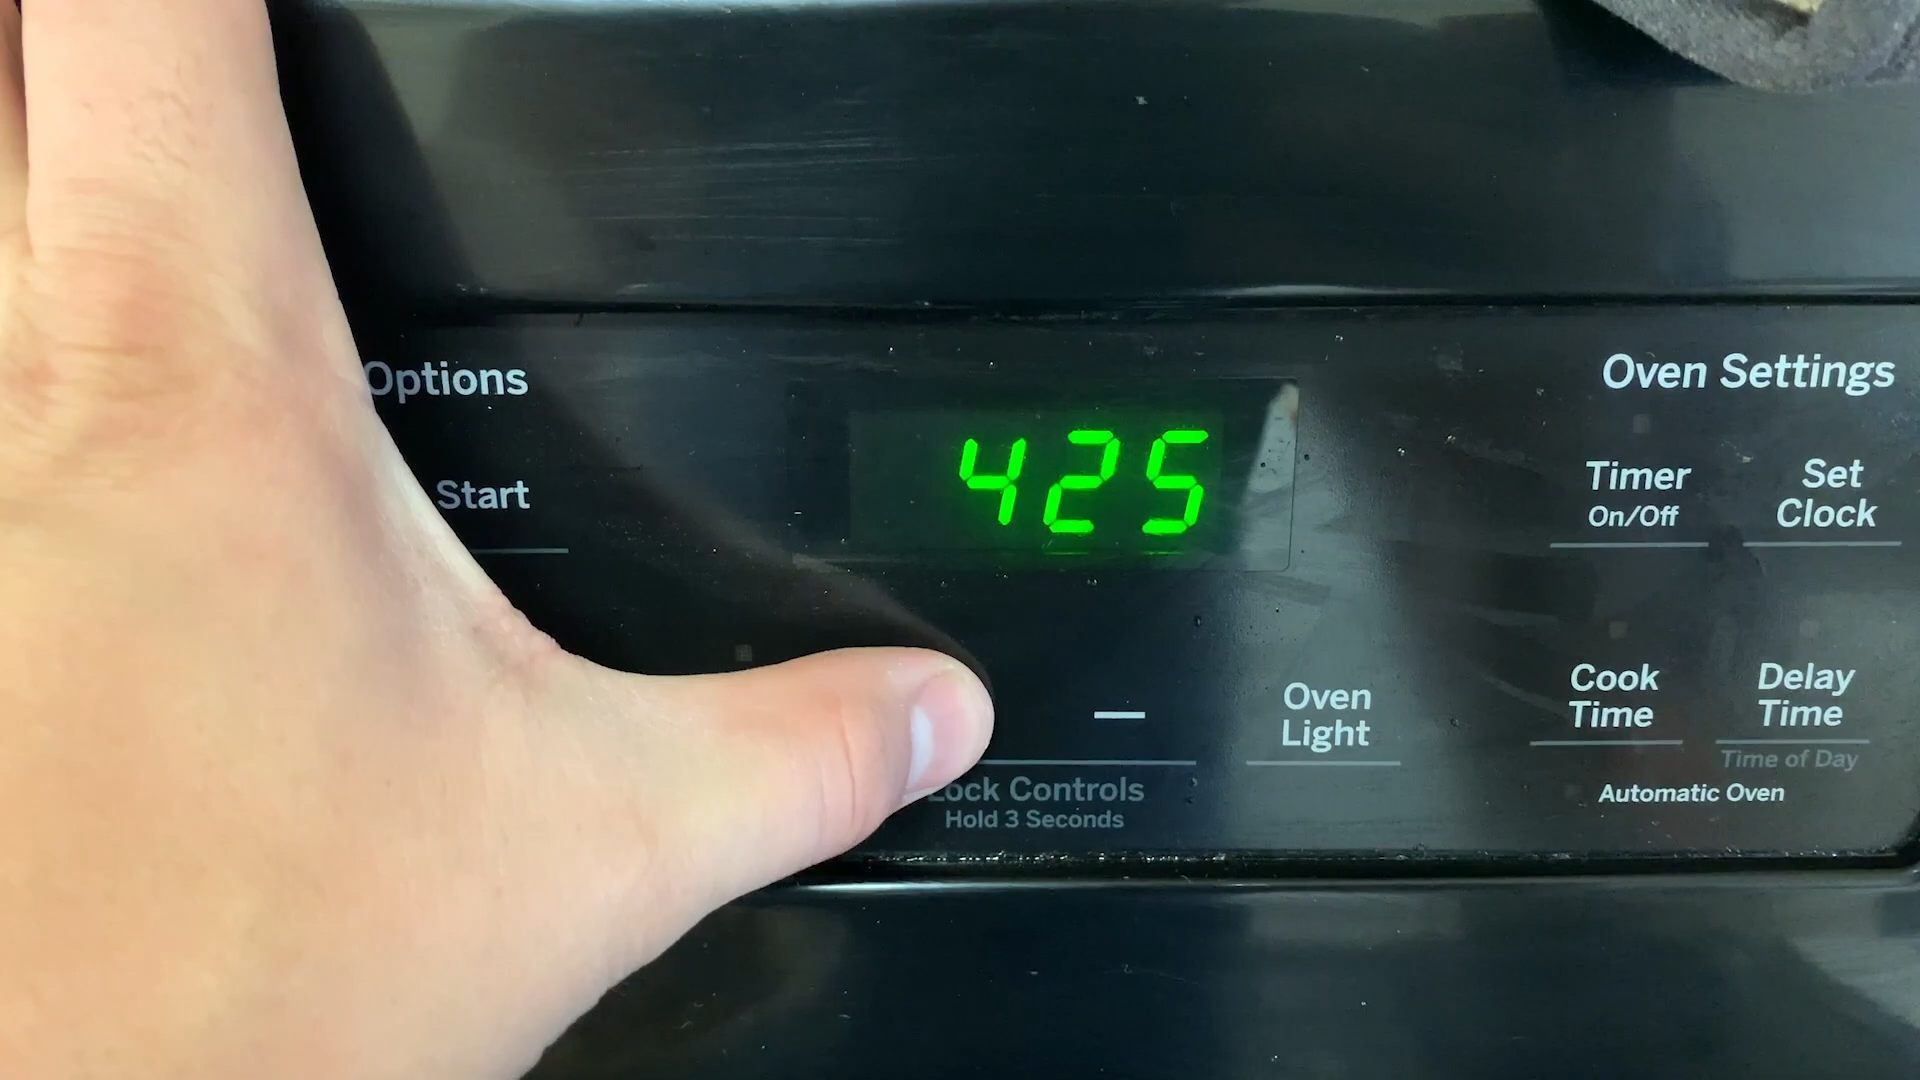 Options
Start
425
Oven Settings
Timer
On/Off
Set
Clock
Oven
Light
Cook
Time
Delay
Time
Time of Day
Automatic Oven
Lock Controls
Hold 3 Seconds